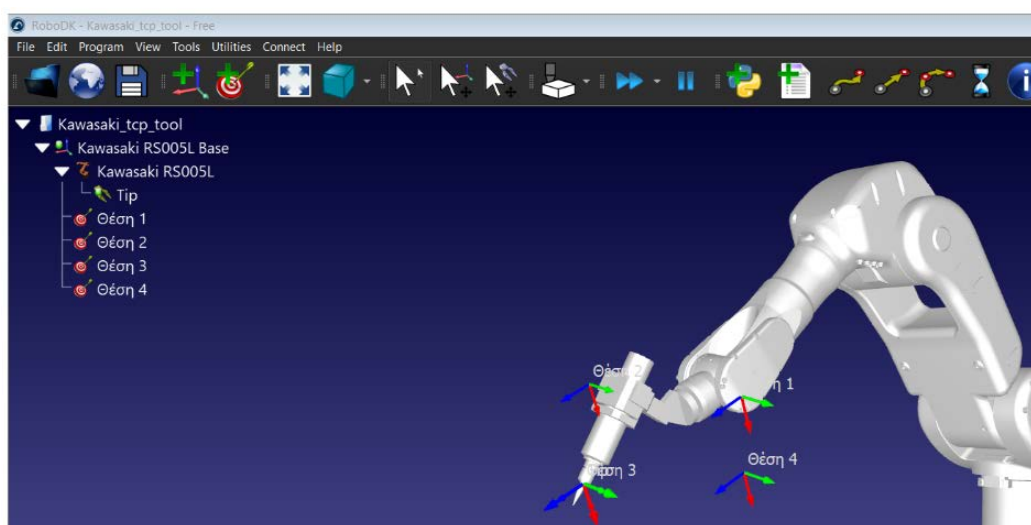 RoboDK - Kawasaki_tcp_tool - Free
File Edit Program View Tools Utilities Connect Help
Kawasaki_tcp_tool
Kawasaki RS005L Base
Kawasaki RS005L
Tip
Θέση 1
Θέση 2
Θέση 3
Θέση 4
Θέση 2
η 1
Θέση 4
3